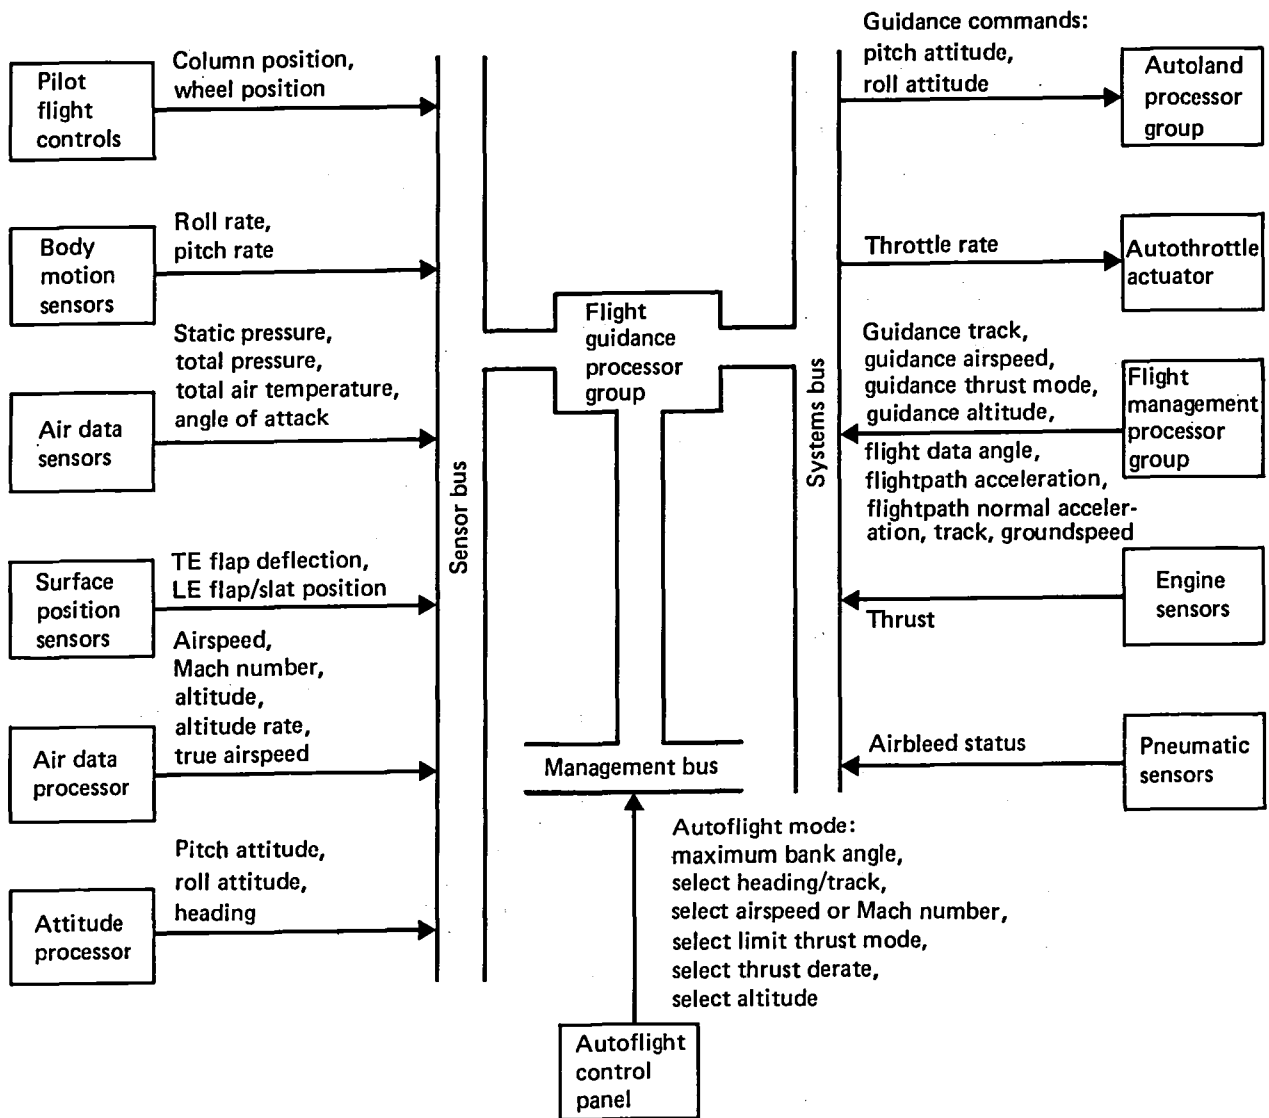 Pilot
flight
controls
Column position,
wheel position
Body
motion
sensors
Roll rate,
pitch rate
Air data
sensors
Static pressure,
total pressure,
total air temperature,
angle of attack
Surface
position
sensors
TE flap deflection,
LE flap/slat position
Air data
processor
Airspeed,
Mach number,
altitude,
altitude rate,
true airspeed
Attitude
processor
Pitch attitude,
roll attitude,
heading
Sensor bus
Flight
guidance
processor
group
Management bus
Autoflight mode:
maximum bank angle,
select heading/track,
select airspeed or Mach number,
select limit thrust mode,
select thrust derate,
select altitude
Autoflight
control
panel
Systems bus
Guidance commands:
pitch attitude,
roll attitude
Autoland
processor
group
Throttle rate
Autothrottle
actuator
Guidance track,
guidance airspeed,
guidance thrust mode,
guidance altitude,
flight data angle,
flightpath acceleration,
flightpath normal acceler-
ation, track, groundspeed
Flight
management
processor
group
Thrust
Engine
sensors
Airbleed status
Pneumatic
sensors